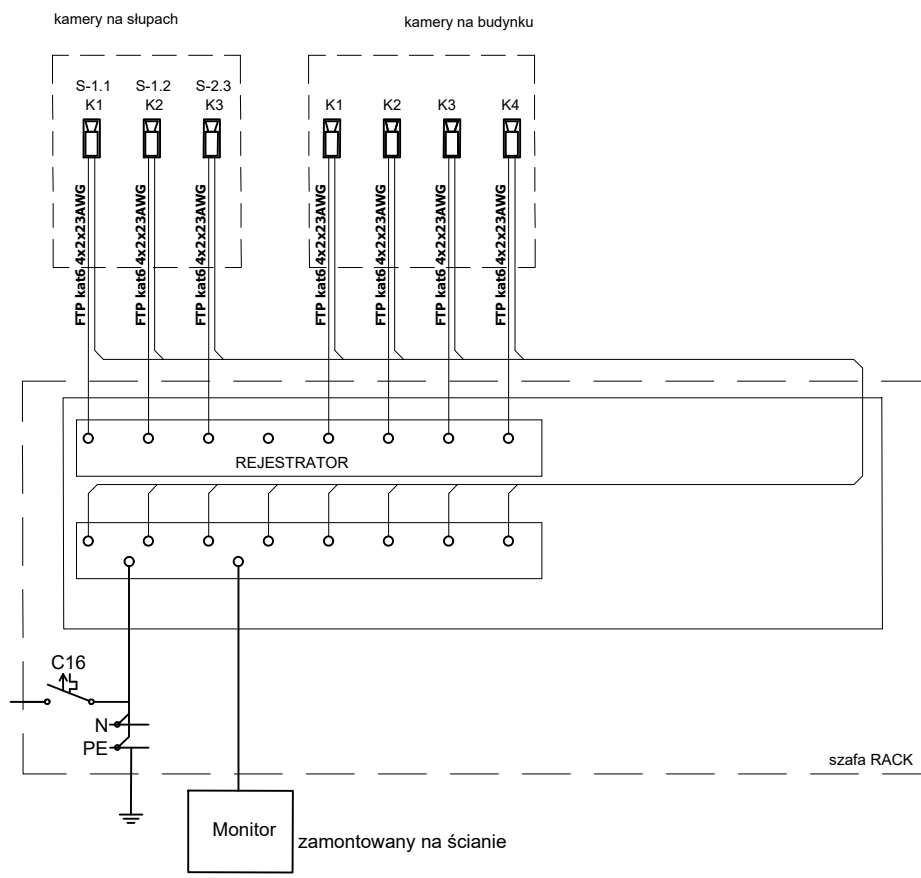 kamery na słupach
kamery na budynku
S-1.1 S-1.2 S-2.3
K1 K2 K3 K1 K2 K3 K4
FTP kat6 4x2x23AWG
FTP kat6 4x2x23AWG
FTP kat6 4x2x23AWG
FTP kat6 4x2x23AWG
FTP kat6 4x2x23AWG
FTP kat6 4x2x23AWG
FTP kat6 4x2x23AWG
REJESTRATOR
C16
N
PE
szafa RACK
Monitor
zamontowany na ścianie